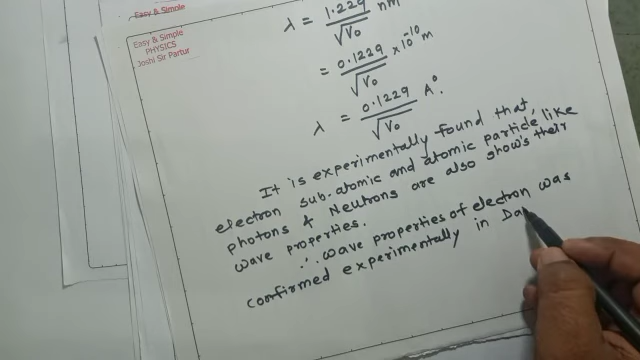 Easy & Simple
Easy & Simple
PHYSICS
Joshi Sir Partur
λ = 1.229 / √V₀ nm
= 0.1229 / √V₀ × 10⁻¹⁰ m
λ = 0.1229 / √V₀ A°.
It is experimentally found that,
electron sub.atomic and atomic particle like
photons & Neutrons are also show's their
wave properties.
∴ wave properties of electron was
confirmed experimentally in Da